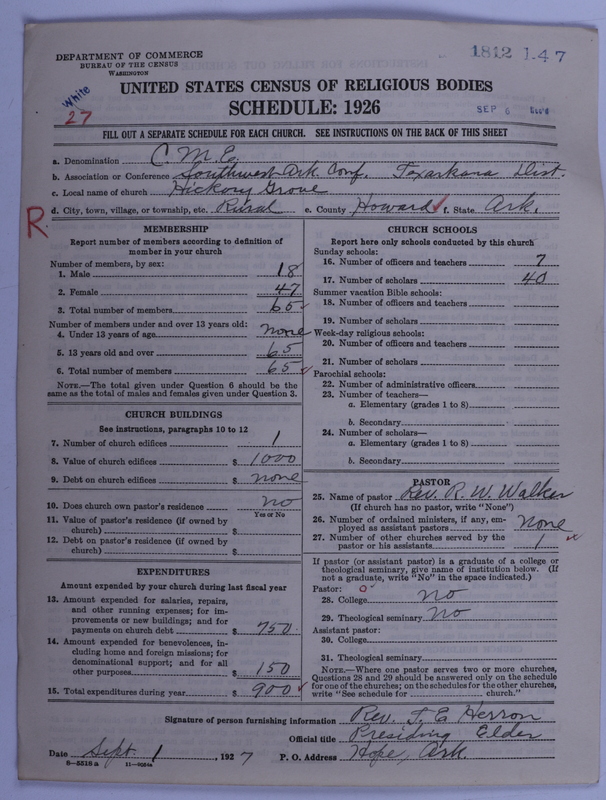 DEPARTMENT OF COMMERCE
BUREAU OF THE CENSUS
WASHINGTON
1812 147
White
27
UNITED STATES CENSUS OF RELIGIOUS BODIES
SCHEDULE: 1926
SEP 6
FILL OUT A SEPARATE SCHEDULE FOR EACH CHURCH. SEE INSTRUCTIONS ON THE BACK OF THIS SHEET
a. Denomination C. M. E.
b. Association or Conference Southwest Ark Conf. Texarkana Dist.
c. Local name of church Hickory Grove
d. City, town, village, or township, etc. Rural e. County Howard f. State Ark.
R
MEMBERSHIP
Report number of members according to definition of
member in your church
Number of members, by sex:
1. Male 18
2. Female 47
3. Total number of members 65
Number of members under and over 13 years old:
4. Under 13 years of age none
5. 13 years old and over 65
6. Total number of members 65
NOTE.—The total given under Question 6 should be the
same as the total of males and females given under Question 3.
CHURCH BUILDINGS
See instructions, paragraphs 10 to 12
7. Number of church edifices 1
8. Value of church edifices $ 1000
9. Debt on church edifices $ none
10. Does church own pastor's residence no
Yes or No
11. Value of pastor's residence (if owned by
church) $
12. Debt on pastor's residence (if owned by
church) $
EXPENDITURES
Amount expended by your church during last fiscal year
13. Amount expended for salaries, repairs,
and other running expenses; for im-
provements or new buildings; and for
payments on church debt $ 750.
14. Amount expended for benevolences, in-
cluding home and foreign missions; for
denominational support; and for all
other purposes $ 150
15. Total expenditures during year $ 900
CHURCH SCHOOLS
Report here only schools conducted by this church
Sunday schools:
16. Number of officers and teachers 7
17. Number of scholars 40
Summer vacation Bible schools:
18. Number of officers and teachers
19. Number of scholars
Week-day religious schools:
20. Number of officers and teachers
21. Number of scholars
Parochial schools:
22. Number of administrative officers
23. Number of teachers—
a. Elementary (grades 1 to 8)
b. Secondary
24. Number of scholars—
a. Elementary (grades 1 to 8)
b. Secondary
PASTOR
25. Name of pastor Rev. R. W. Walker
(If church has no pastor, write "None")
26. Number of ordained ministers, if any, em-
ployed as assistant pastors none
27. Number of other churches served by the
pastor or his assistants 1
If pastor (or assistant pastor) is a graduate of a college or
theological seminary, give name of institution below. (If
not a graduate, write "No" in the space indicated.)
Pastor: 0
28. College no
29. Theological seminary no
Assistant pastor:
30. College
31. Theological seminary
NOTE.—Where one pastor serves two or more churches,
Questions 28 and 29 should be answered only on the schedule
for one of the churches; on the schedules for the other churches,
write "See schedule for church."
Signature of person furnishing information Rev. T. E. Herron
Official title Presiding Elder
Date Sept. 1, 1927 P. O. Address Hope, Ark.
8-5518 a